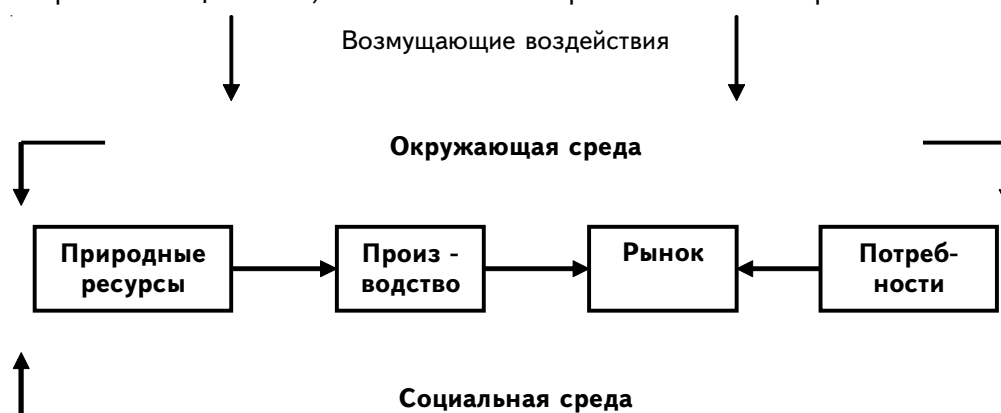 Возмущающие воздействия
Окружающая среда
Природные
ресурсы
Произ -
водство
Рынок
Потреб-
ности
Социальная среда